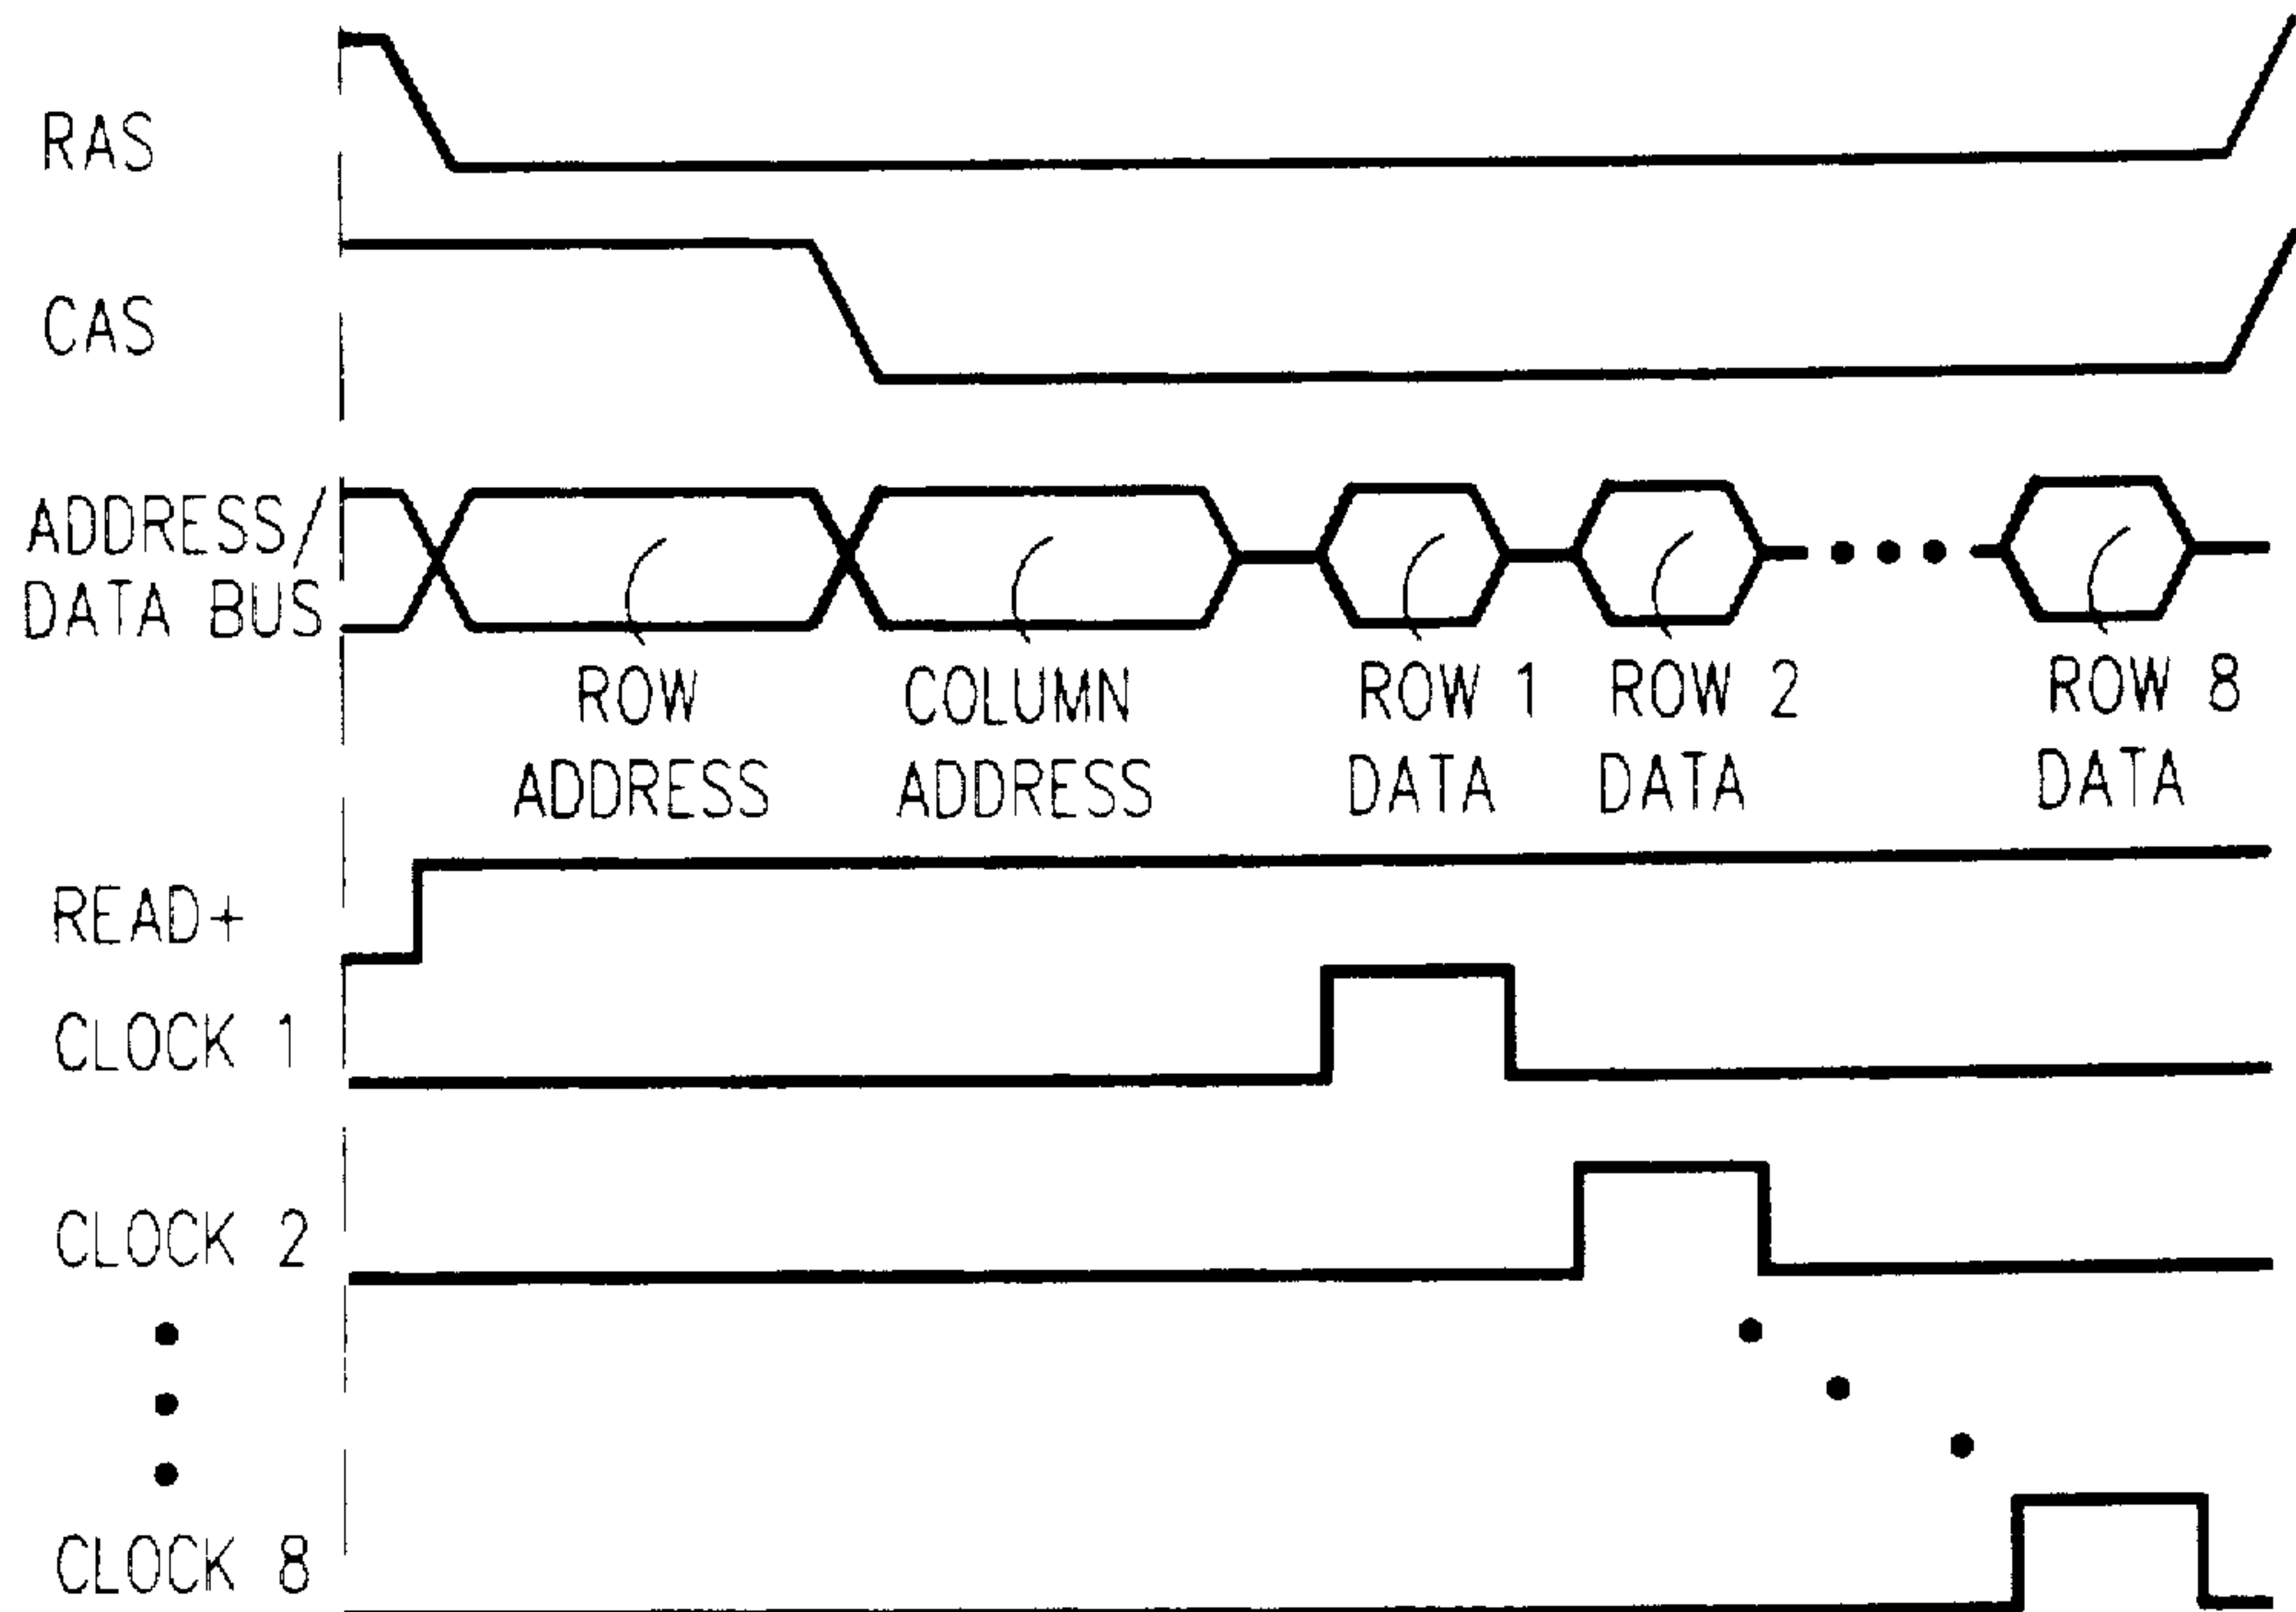 RAS
CAS
ADDRESS/
DATA BUS
ROW
ADDRESS
COLUMN
ADDRESS
ROW 1
DATA
ROW 2
DATA
ROW 8
DATA
READ+
CLOCK 1
CLOCK 2
CLOCK 8